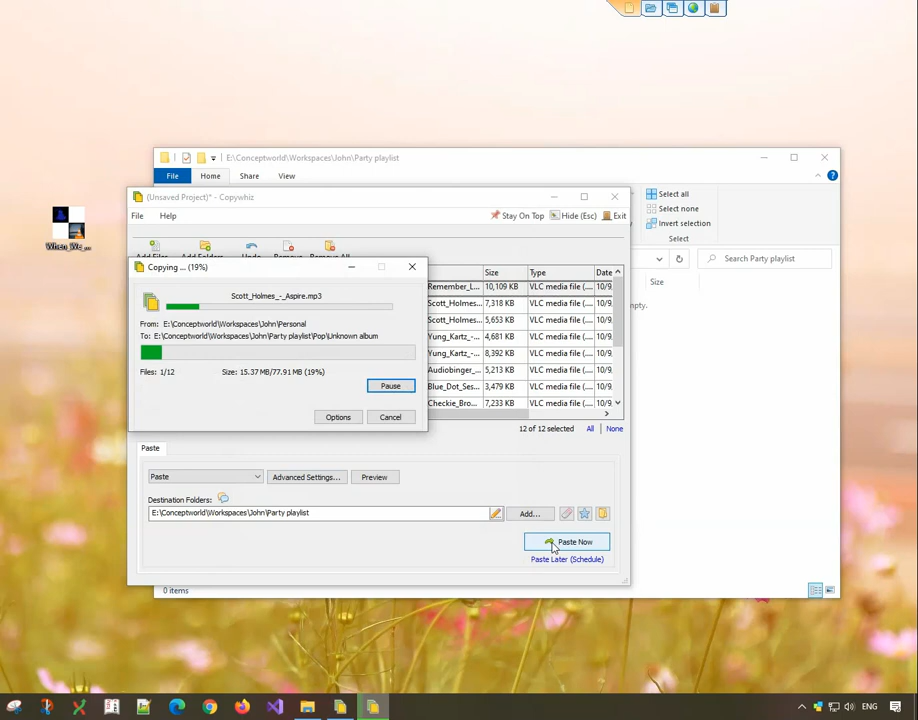 E:\Conceptworld\Workspaces\John\Party playlist
File
Home
Share
View
(Unsaved Project)* - Copywhiz
Select all
Select none
Invert selection
Select
File
Help
Stay On Top
Hide (Esc)
Exit
When_We_...
Search Party playlist
Copying ... (19%)
Size
Type
Date
Size
Remember_L...
10,109 KB
VLC media file (....
10/9
Scott_Holmes_-_Aspire.mp3
Scott_Holmes...
7,318 KB
VLC media file (....
10/9
Scott_Holmes...
5,653 KB
VLC media file (....
10/9
From: E:\Conceptworld\Workspaces\John\Personal
To: E:\Conceptworld\Workspaces\John\Party playlist\Pop\Unknown album
Yung_Kartz_-...
4,681 KB
VLC media file (....
10/9
Yung_Kartz_-...
8,392 KB
VLC media file (....
10/9
Files: 1/12
Size: 15.37 MB/77.91 MB (19%)
Audiobinger_...
5,213 KB
VLC media file (....
10/9
Pause
Blue_Dot_Ses...
3,479 KB
VLC media file (....
10/9
Checkie_Bro...
7,233 KB
VLC media file (....
10/9
Options
Cancel
12 of 12 selected
All
None
Paste
Paste
Advanced Settings...
Preview
Destination Folders:
E:\Conceptworld\Workspaces\John\Party playlist
Add...
Paste Now
Paste Later (Schedule)
0 items
ENG